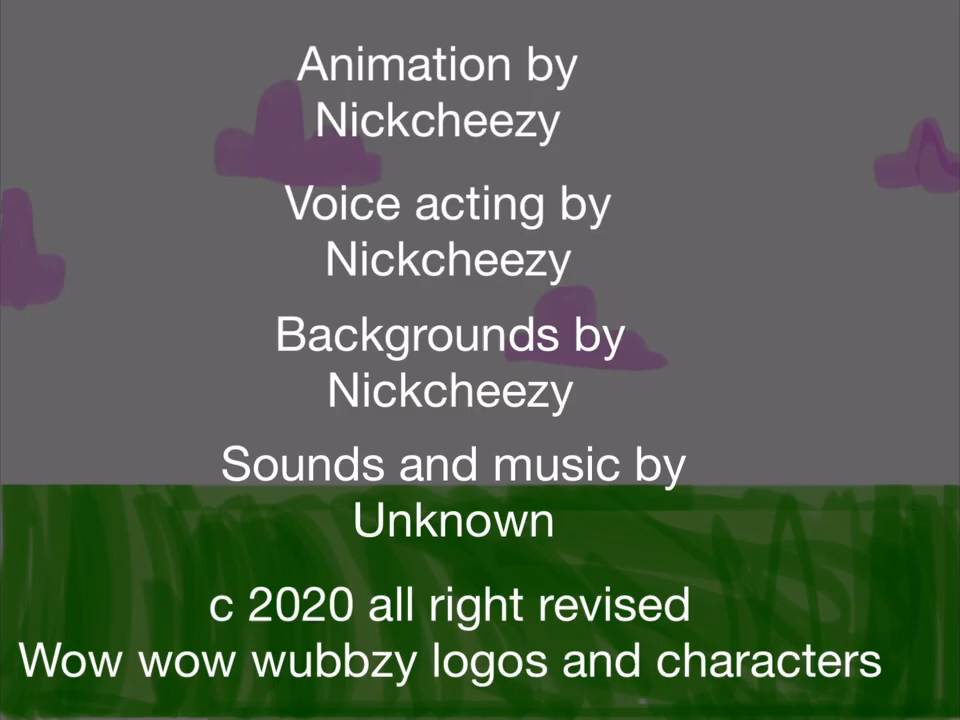 Animation by
Nickcheezy
Voice acting by
Nickcheezy
Backgrounds by
Nickcheezy
Sounds and music by
Unknown
c 2020 all right revised
Wow wow wubbzy logos and characters